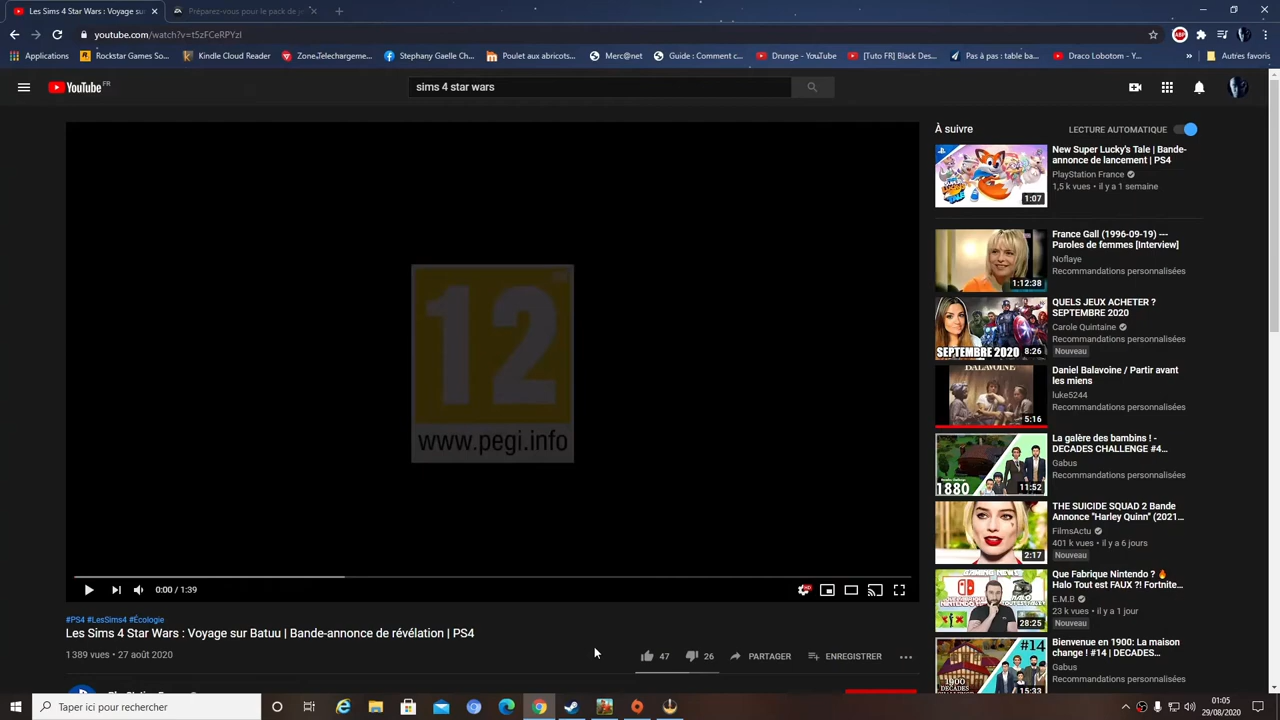 Les Sims 4 Star Wars : Voyage su
Préparez-vous pour le pack de je
youtube.com/watch?v=t5zFCeRPYzI
Applications
Rockstar Games So...
Kindle Cloud Reader
ZoneTelechargeme...
Stephany Gaelle Ch...
Poulet aux abricots...
Merc@net
Guide : Comment c...
Drunge - YouTube
[Tuto FR] Black Des...
Pas à pas : table ba...
Draco Lobotom - Y...
»
Autres favoris
YouTube FR
sims 4 star wars
12
www.pegi.info
0:00 / 1:39
#PS4 #LesSims4 #Écologie
Les Sims 4 Star Wars : Voyage sur Batuu | Bande-annonce de révélation | PS4
1 389 vues • 27 août 2020
47
26
PARTAGER
ENREGISTRER
À suivre
LECTURE AUTOMATIQUE
1:07
New Super Lucky's Tale | Bande-
annonce de lancement | PS4
PlayStation France
1,5 k vues • il y a 1 semaine
1:12:38
France Gall (1996-09-19) ---
Paroles de femmes [Interview]
Noflaye
Recommandations personnalisées
SEPTEMBRE 2020
8:26
QUELS JEUX ACHETER ?
SEPTEMBRE 2020
Carole Quintaine
Recommandations personnalisées
Nouveau
BALAVOINE
5:16
Daniel Balavoine / Partir avant
les miens
luke5244
Recommandations personnalisées
1880
11:52
La galère des bambins ! -
DECADES CHALLENGE #4...
Gabus
Recommandations personnalisées
2:17
THE SUICIDE SQUAD 2 Bande
Annonce "Harley Quinn" (2021...
FilmsActu
401 k vues • il y a 6 jours
Nouveau
28:25
Que Fabrique Nintendo ? 🔥
Halo Tout est FAUX ?! Fortnite...
E.M.B
23 k vues • il y a 1 jour
Nouveau
#14
1900
DECADES
15:33
Bienvenu en 1900: La maison
change ! #14 | DECADES...
Gabus
Recommandations personnalisées
Taper ici pour rechercher
01:05
29/08/2020